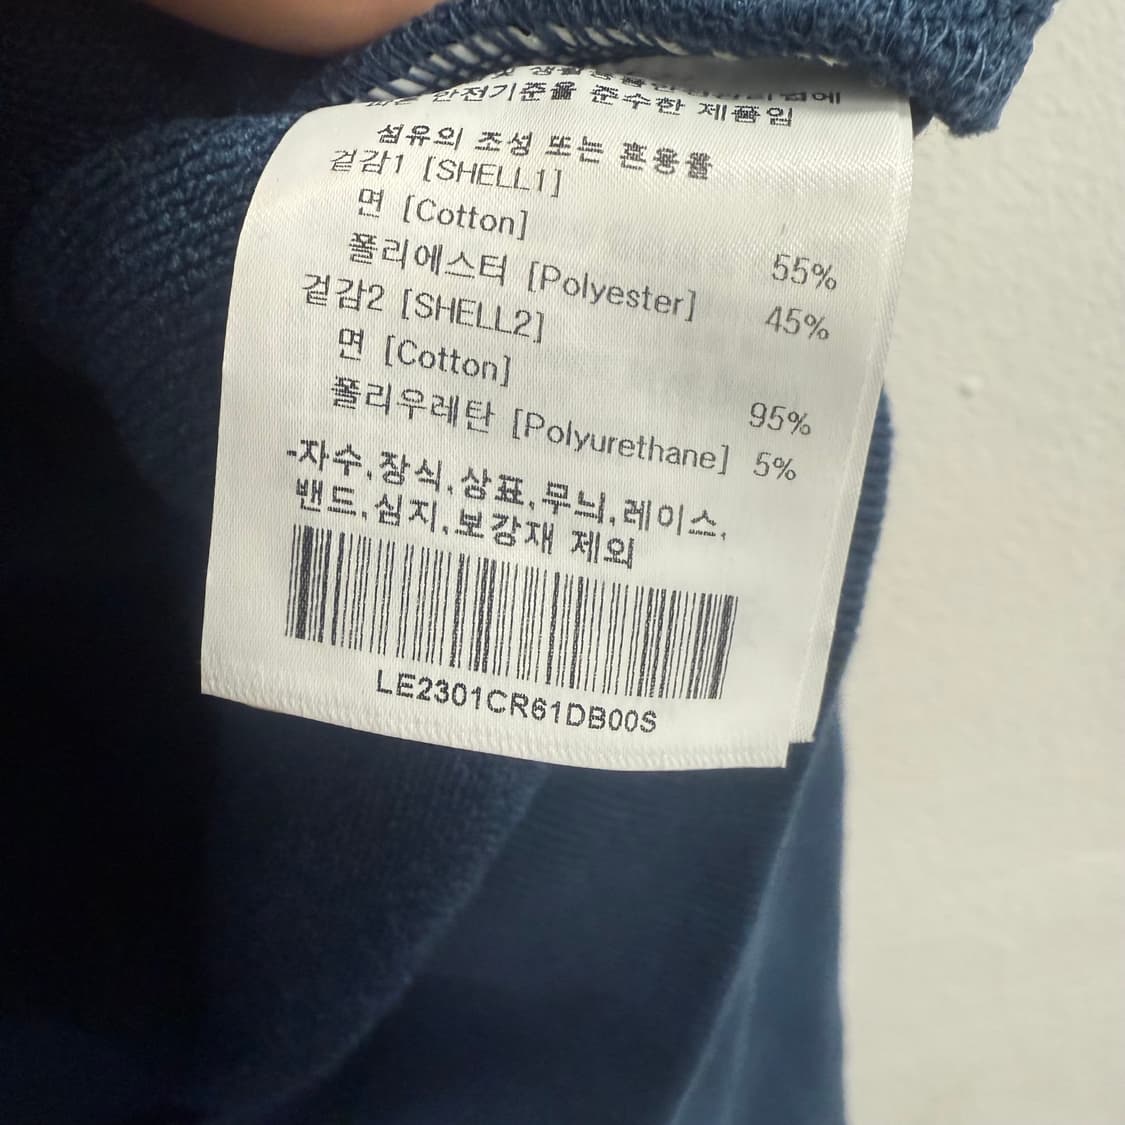 안전기준을 준수한 제품임
섬유의 조성 또는 혼용율
겉감1 [SHELL1]
면 [Cotton] 55%
폴리에스터 [Polyester] 45%
겉감2 [SHELL2]
면 [Cotton] 95%
폴리우레탄 [Polyurethane] 5%
-자수,장식,상표,무늬,레이스,
밴드,심지,보강재 제외
LE2301CR61DB00S